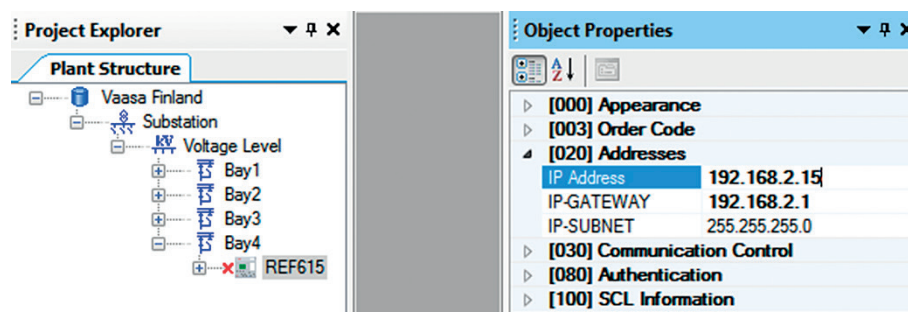 Project Explorer
Plant Structure
Vaasa Finland
Substation
KV Voltage Level
Bay1
Bay2
Bay3
Bay4
REF615
Object Properties
[000] Appearance
[003] Order Code
[020] Addresses
IP Address 192.168.2.15
IP-GATEWAY 192.168.2.1
IP-SUBNET 255.255.255.0
[030] Communication Control
[080] Authentication
[100] SCL Information